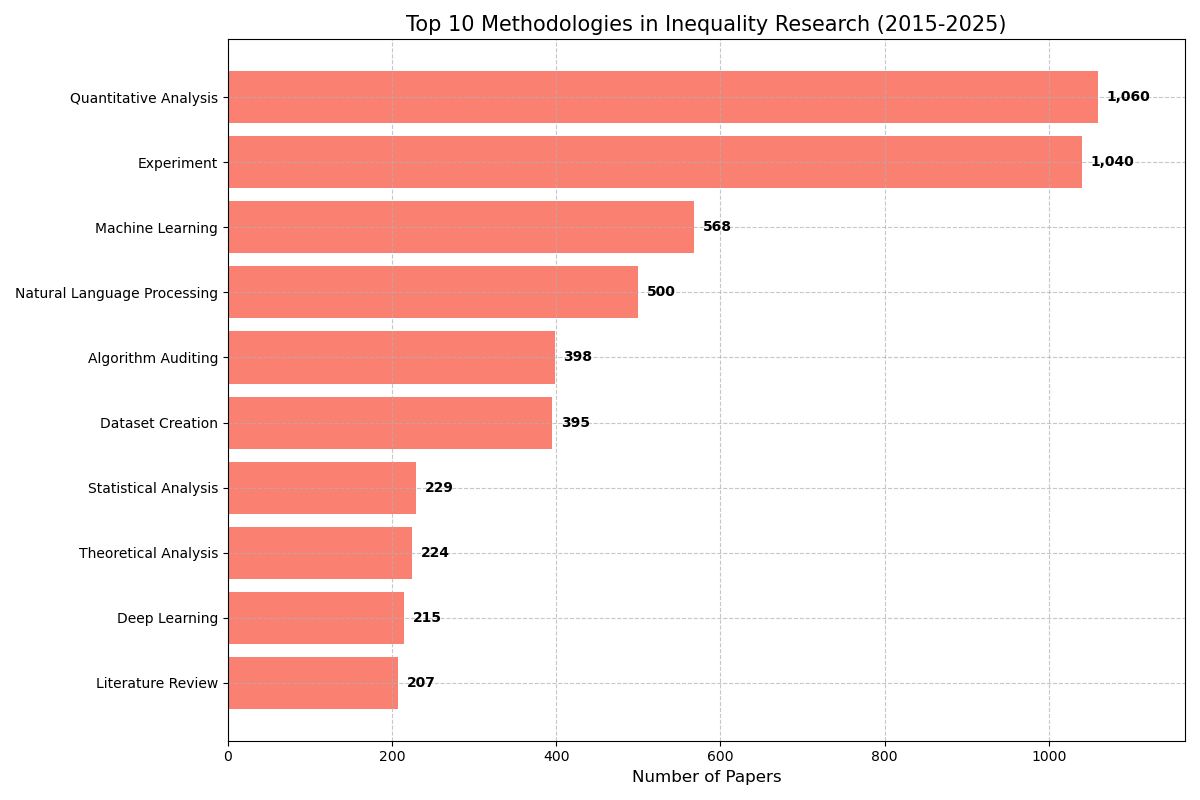 Top 10 Methodologies in Inequality Research (2015-2025)
Quantitative Analysis 1,060
Experiment 1,040
Machine Learning 568
Natural Language Processing 500
Algorithm Auditing 398
Dataset Creation 395
Statistical Analysis 229
Theoretical Analysis 224
Deep Learning 215
Literature Review 207
0 200 400 600 800 1000
Number of Papers